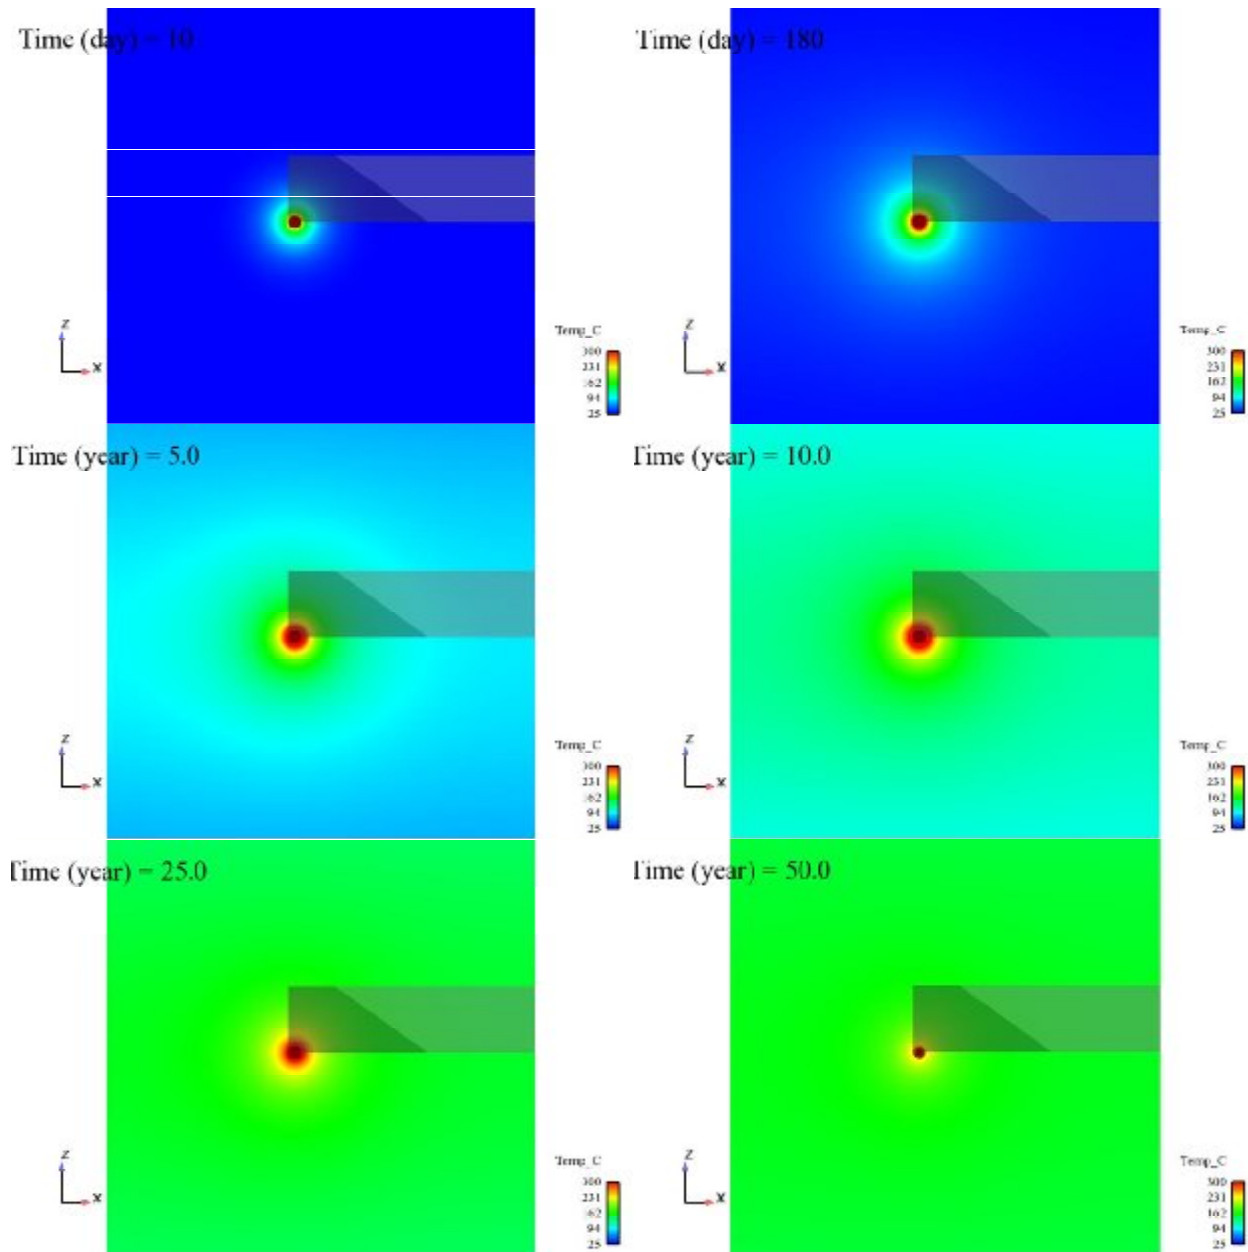 Time (day) = 10
Time (day) = 180
Z
X
Temp_C
300
231
162
94
25
Z
X
Temp_C
300
231
162
94
25
Time (year) = 5.0
Time (year) = 10.0
Z
X
Temp_C
300
231
162
94
25
Z
X
Temp_C
300
231
162
94
25
Time (year) = 25.0
Time (year) = 50.0
Z
X
Temp_C
300
231
162
94
25
Z
X
Temp_C
300
231
162
94
25